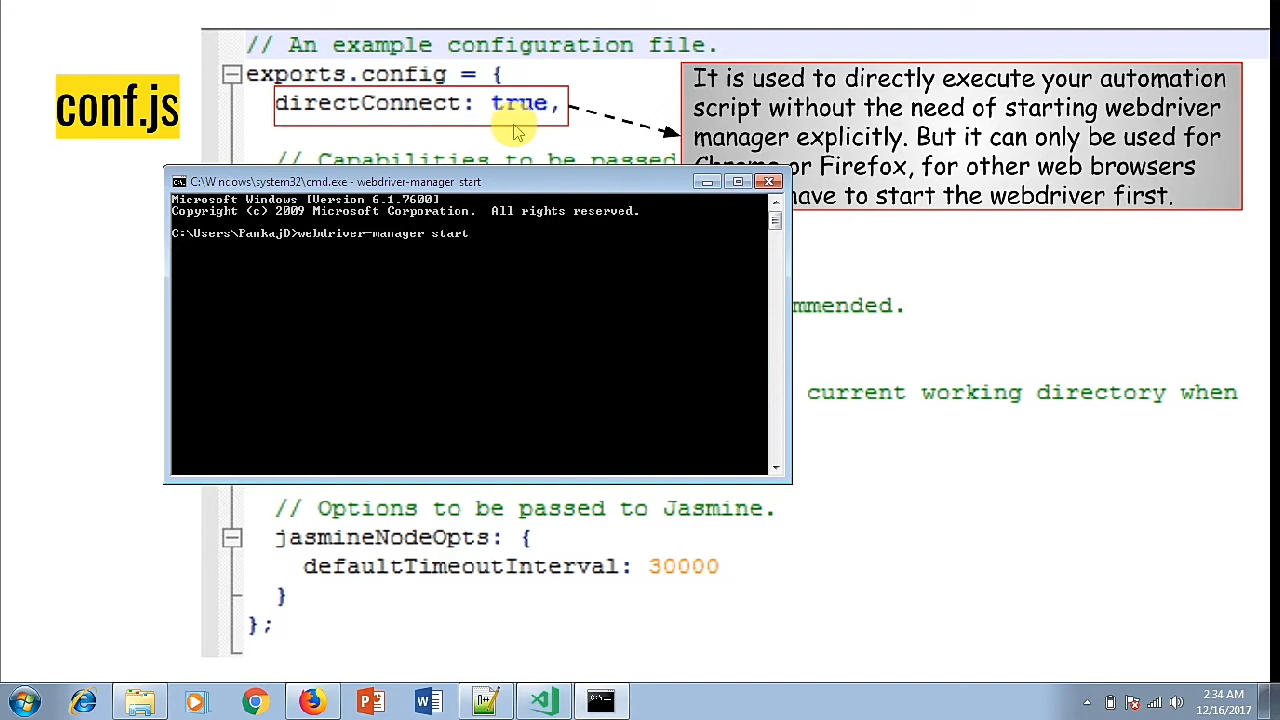 // An example configuration file.
conf.js
exports.config = {
directConnect: true,
It is used to directly execute your automation
script without the need of starting webdriver
manager explicitly. But it can only be used for
Chrome or Firefox, for other web browsers
have to start the webdriver first.
// Capabilities to be passed
C:\Windows\system32\cmd.exe - webdriver-manager start
Microsoft Windows [Version 6.1.7600]
Copyright (c) 2009 Microsoft Corporation.  All rights reserved.
C:\Users\PankajD>webdriver-manager start
mmended.
current working directory when
// Options to be passed to Jasmine.
jasmineNodeOpts: {
defaultTimeoutInterval: 30000
}
};
2:34 AM
12/16/2017